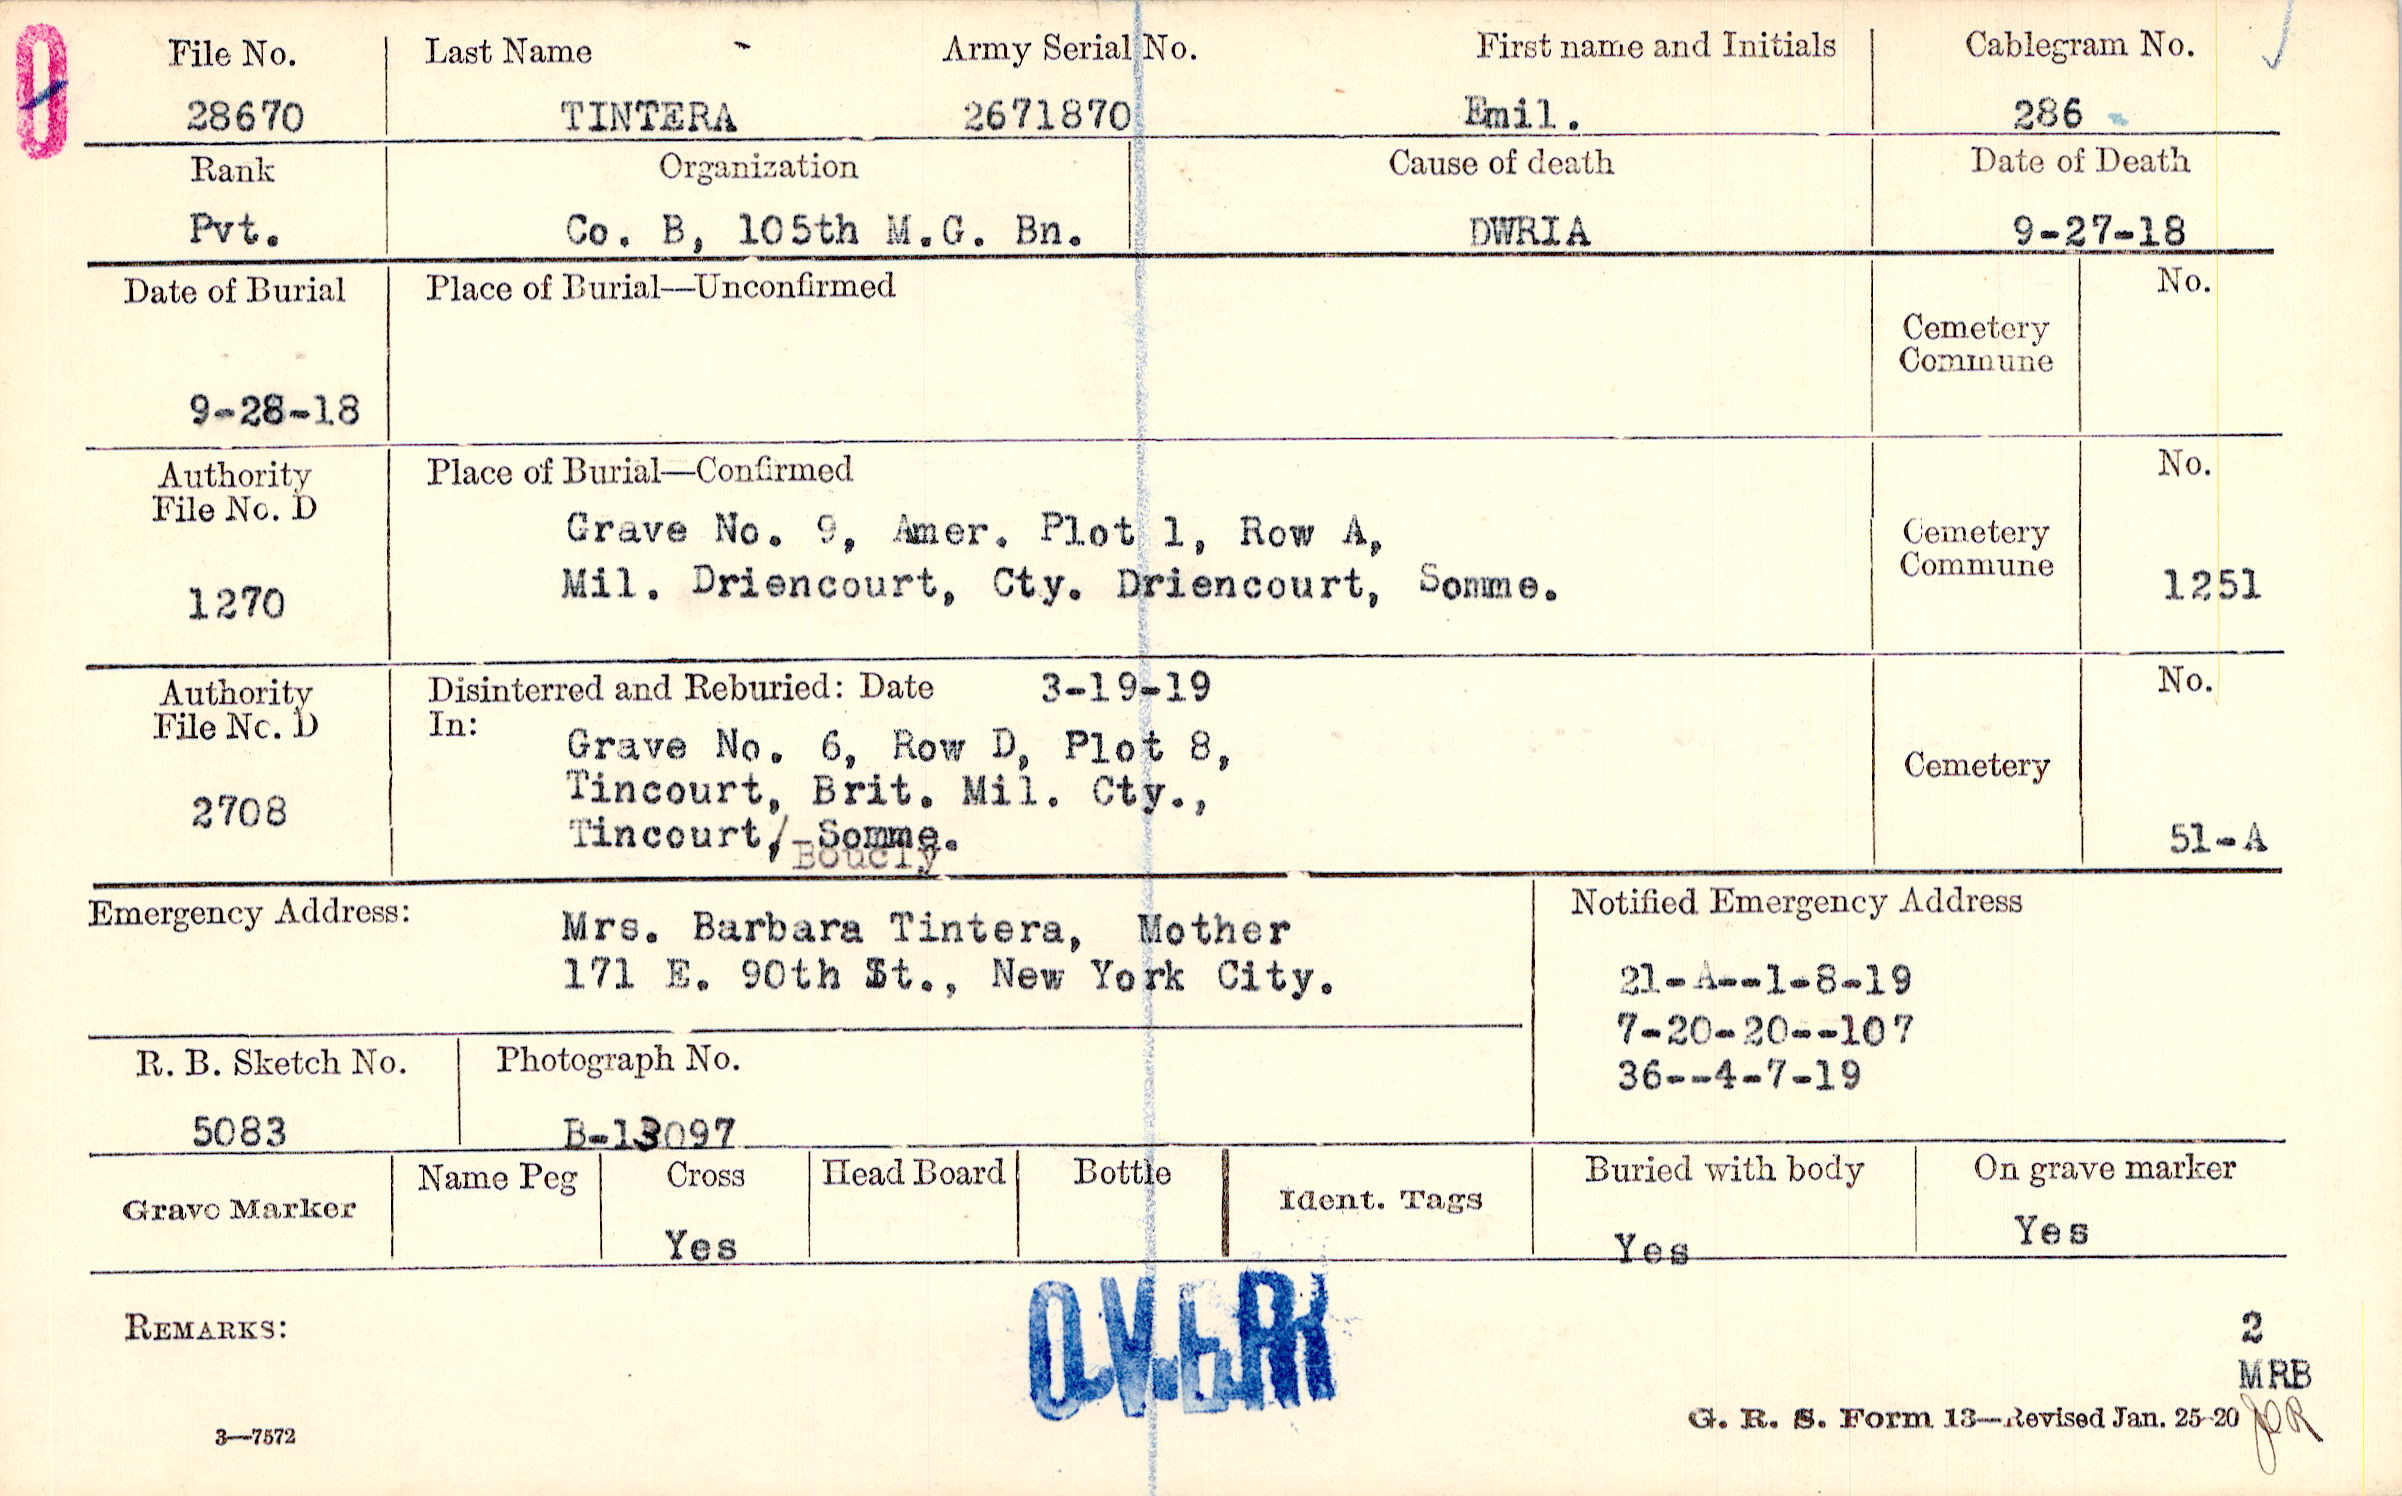 0
File No. Last Name Army Serial No. First name and Initials Cablegram No.
28670 TINTERA 2671870 Emil. 286
Rank Organization Cause of death Date of Death
Pvt. Co. B, 105th M.G. Bn. DWRIA 9-27-18
Date of Burial Place of Burial—Unconfirmed No.
Cemetery
Commune
9-28-18
Authority Place of Burial—Confirmed No.
File No. D
Grave No. 9, Amer. Plot 1, Row A, Cemetery
Mil. Driencourt, Cty. Driencourt, Somme. Commune 1251
1270
Authority Disinterred and Reburied: Date 3-19-19 No.
File No. D In:
Grave No. 6, Row D, Plot 8,
Tincourt, Brit. Mil. Cty., Cemetery
2708 Tincourt,/-Somme. 51-A
Boucly
Emergency Address: Mrs. Barbara Tintera, Mother Notified Emergency Address
171 E. 90th St., New York City. 21-A--1-8-19
7-20-20--107
36--4-7-19
R. B. Sketch No. Photograph No.
5083 B-13097
Grave Marker Name Peg Cross Head Board Bottle Ident. Tags Buried with body On grave marker
Yes Yes Yes
OVER
REMARKS: 2
MRB
G. R. S. Form 13—Revised Jan. 25-20
3—7572